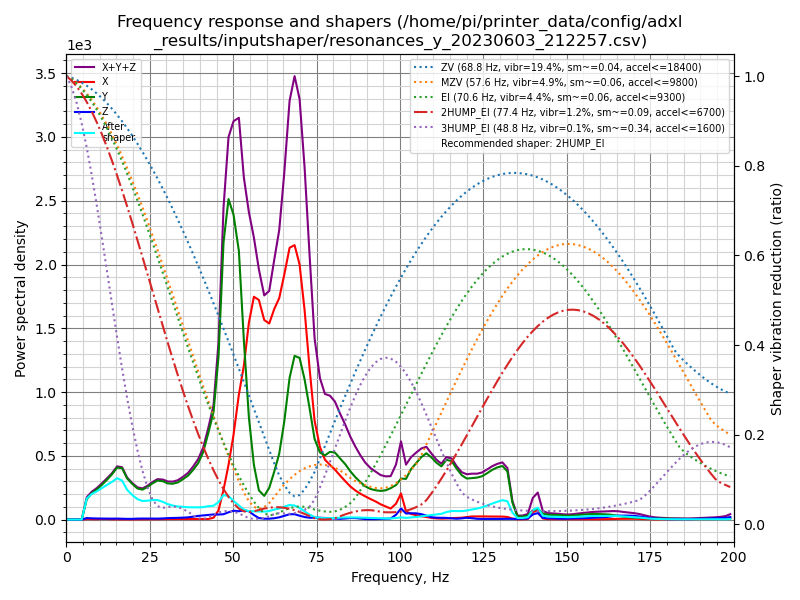 Frequency response and shapers (/home/pi/printer_data/config/adxl
_results/inputshaper/resonances_y_20230603_212257.csv)
1e3
X+Y+Z
X
Y
Z
After
shaper
ZV (68.8 Hz, vibr=19.4%, sm~=0.04, accel<=18400)
MZV (57.6 Hz, vibr=4.9%, sm~=0.06, accel<=9800)
EI (70.6 Hz, vibr=4.4%, sm~=0.06, accel<=9300)
2HUMP_EI (77.4 Hz, vibr=1.2%, sm~=0.09, accel<=6700)
3HUMP_EI (48.8 Hz, vibr=0.1%, sm~=0.34, accel<=1600)
Recommended shaper: 2HUMP_EI
Power spectral density
3.5
3.0
2.5
2.0
1.5
1.0
0.5
0.0
1.0
0.8
0.6
0.4
0.2
0.0
Shaper vibration reduction (ratio)
0 25 50 75 100 125 150 175 200
Frequency, Hz